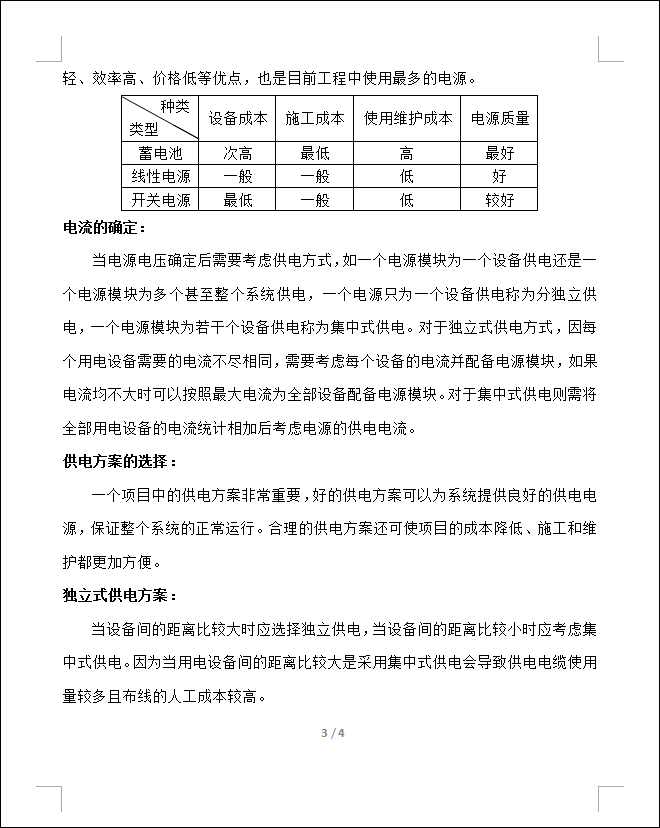 轻、效率高、价格低等优点，也是目前工程中使用最多的电源。
种类
类型
设备成本 施工成本 使用维护成本 电源质量
蓄电池 次高 最低 高 最好
线性电源 一般 一般 低 好
开关电源 最低 一般 低 较好
电流的确定：
当电源电压确定后需要考虑供电方式，如一个电源模块为一个设备供电还是一
个电源模块为多个甚至整个系统供电，一个电源只为一个设备供电称为分独立供
电，一个电源模块为若干个设备供电称为集中式供电。对于独立式供电方式，因每
个用电设备需要的电流不尽相同，需要考虑每个设备的电流并配备电源模块，如果
电流均不大时可以按照最大电流为全部设备配备电源模块。对于集中式供电则需将
全部用电设备的电流统计相加后考虑电源的供电电流。
供电方案的选择：
一个项目中的供电方案非常重要，好的供电方案可以为系统提供良好的供电电
源，保证整个系统的正常运行。合理的供电方案还可使项目的成本降低、施工和维
护都更加方便。
独立式供电方案：
当设备间的距离比较大时应选择独立供电，当设备间的距离比较小时应考虑集
中式供电。因为当用电设备间的距离比较大是采用集中式供电会导致供电电缆使用
量较多且布线的人工成本较高。
3 / 4